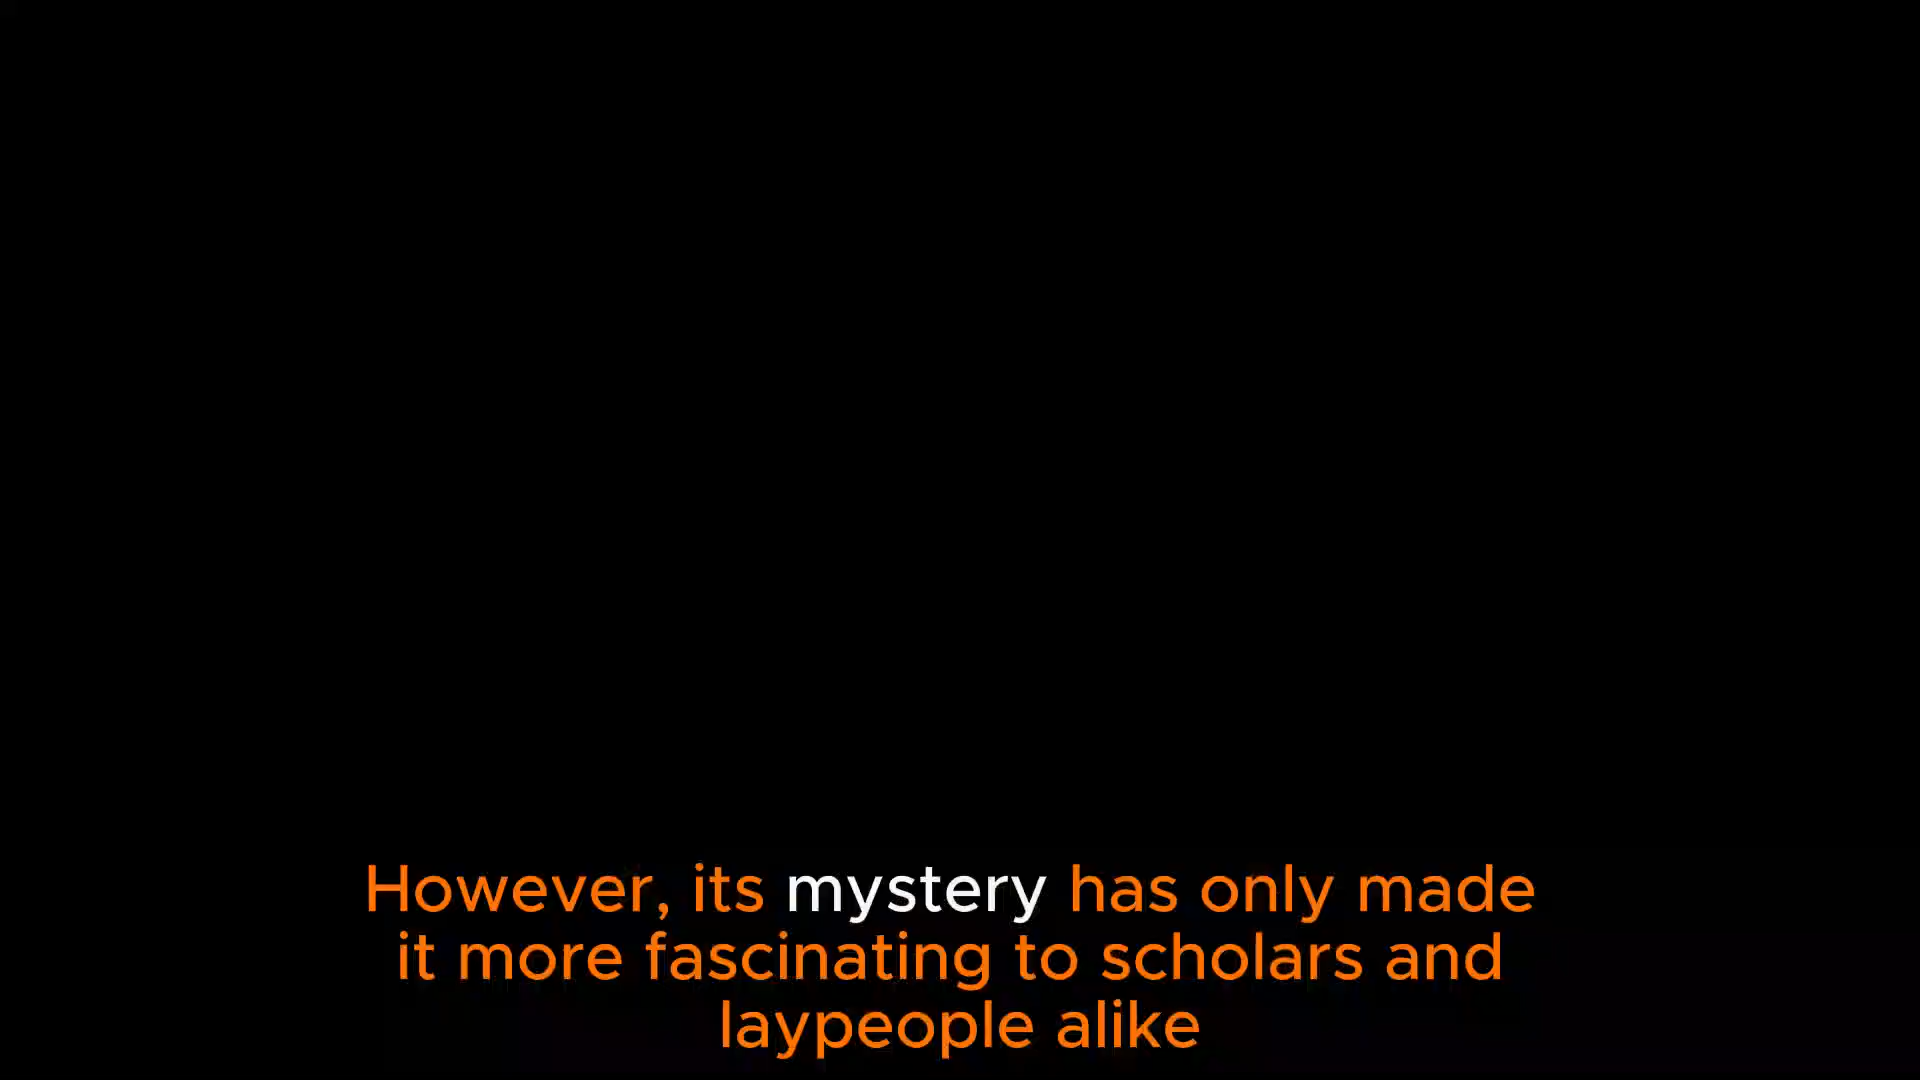 However, its mystery has only made
it more fascinating to scholars and
laypeople alike